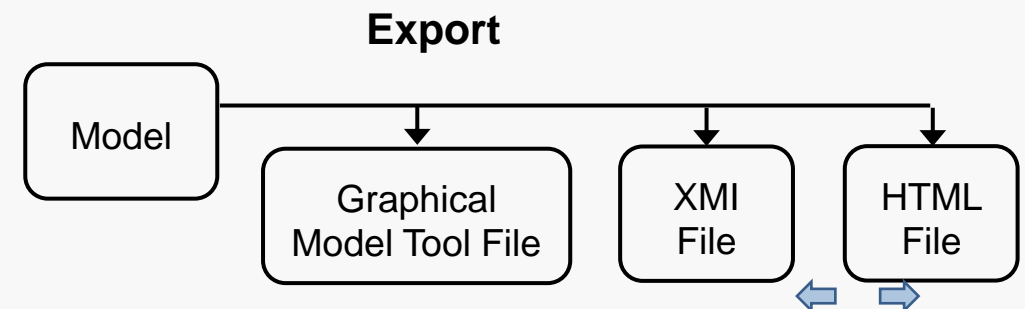 Export
Model
Graphical
Model Tool File
XMI
File
HTML
File